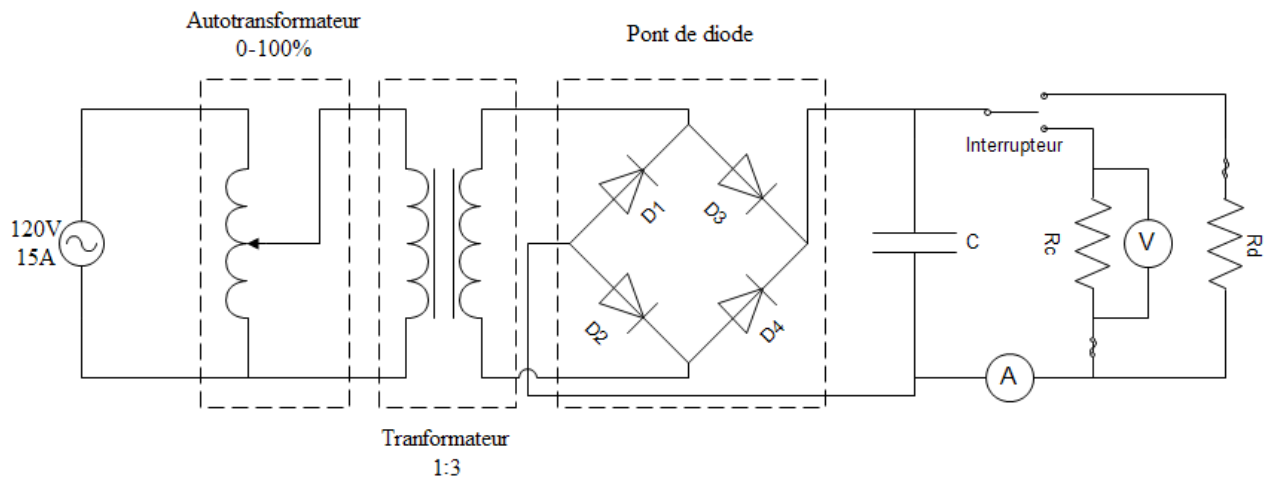 Autotransformateur
0-100%
Pont de diode
120V
15A
D1
D3
D2
D4
C
Interrupteur
Rc
V
Rd
A
Tranformateur
1:3